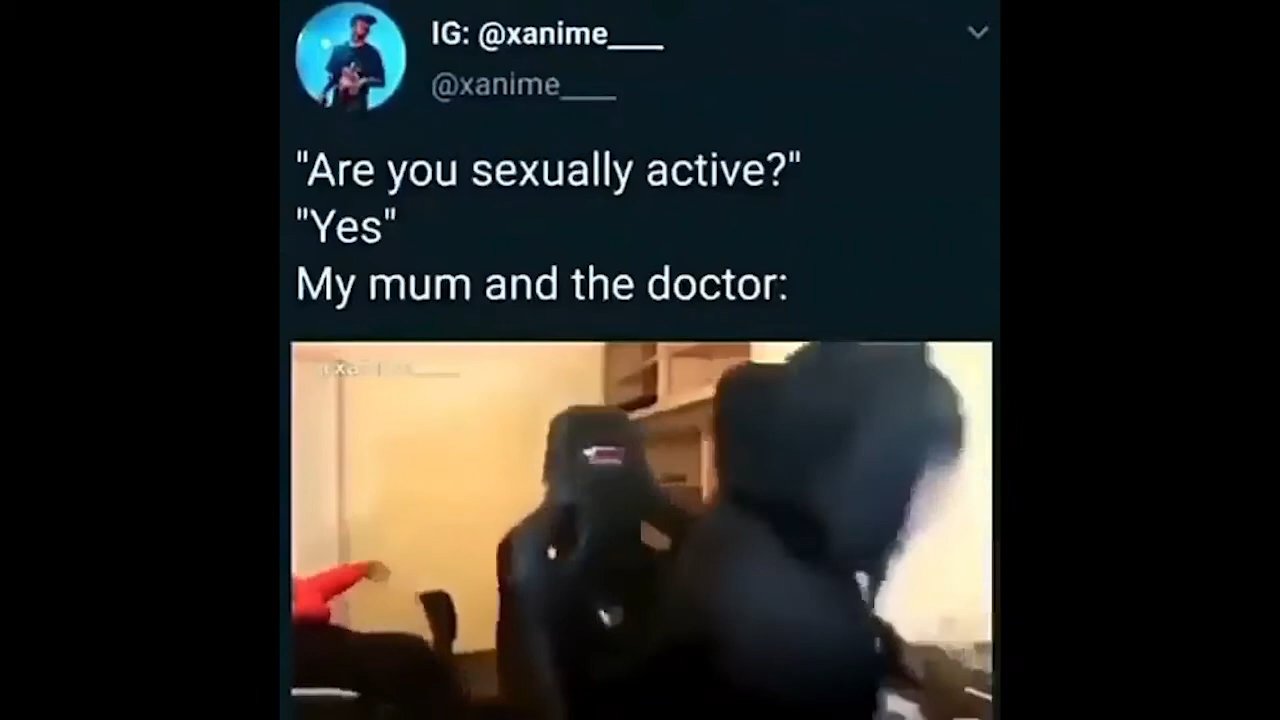 IG: @xanime___
@xanime___
"Are you sexually active?"
"Yes"
My mum and the doctor: